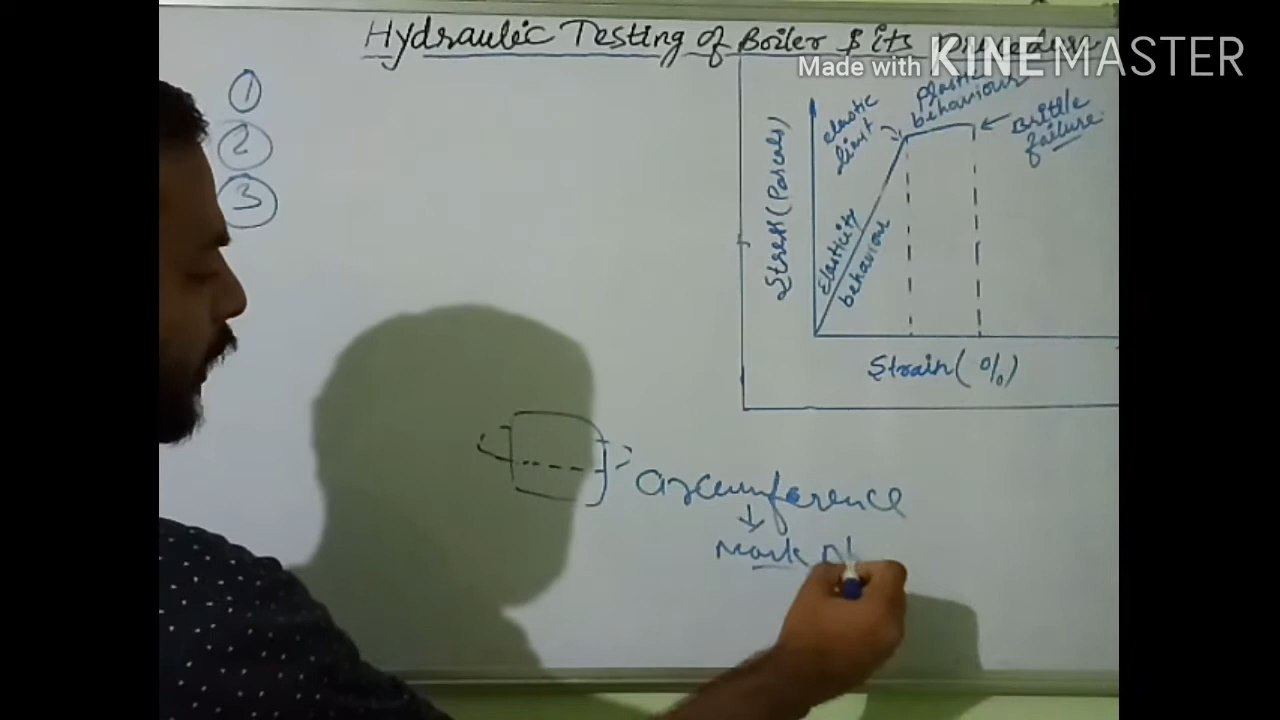 Hydraulic Testing of Boiler & its
Made with KINEMASTER
1
2
3
elastic
limit
plastic
behaviour
Brittle
failure
Stress (Pascals)
Elasticity
behaviour
Strain ( % )
Circumference
Mark